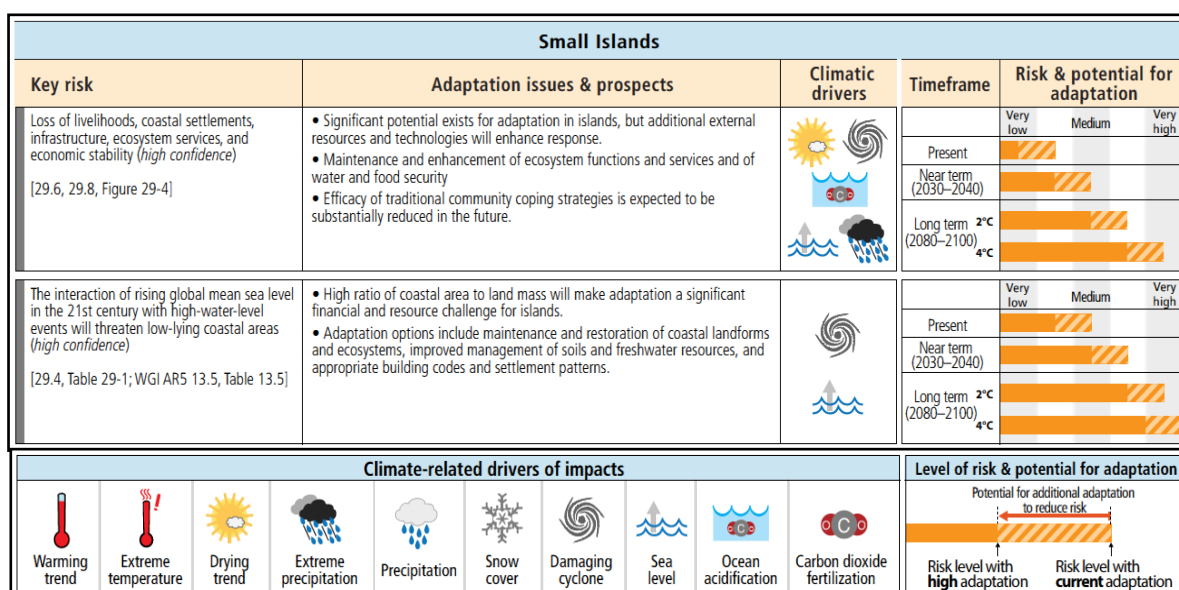 Small Islands
Key risk
Adaptation issues & prospects
Climatic
drivers
Timeframe
Risk & potential for
adaptation
Loss of livelihoods, coastal settlements,
infrastructure, ecosystem services, and
economic stability (high confidence)
[29.6, 29.8, Figure 29-4]
• Significant potential exists for adaptation in islands, but additional external
resources and technologies will enhance response.
• Maintenance and enhancement of ecosystem functions and services and of
water and food security
• Efficacy of traditional community coping strategies is expected to be
substantially reduced in the future.
C
Very
low
Medium
Very
high
Present
Near term
(2030–2040)
Long term 2°C
(2080–2100)
4°C
The interaction of rising global mean sea level
in the 21st century with high-water-level
events will threaten low-lying coastal areas
(high confidence)
[29.4, Table 29-1; WGI AR5 13.5, Table 13.5]
• High ratio of coastal area to land mass will make adaptation a significant
financial and resource challenge for islands.
• Adaptation options include maintenance and restoration of coastal landforms
and ecosystems, improved management of soils and freshwater resources, and
appropriate building codes and settlement patterns.
Very
low
Medium
Very
high
Present
Near term
(2030–2040)
Long term 2°C
(2080–2100)
4°C
Climate-related drivers of impacts
!
C
O C O
Warming
trend
Extreme
temperature
Drying
trend
Extreme
precipitation
Precipitation
Snow
cover
Damaging
cyclone
Sea
level
Ocean
acidification
Carbon dioxide
fertilization
Level of risk & potential for adaptation
Potential for additional adaptation
to reduce risk
Risk level with
high adaptation
Risk level with
current adaptation